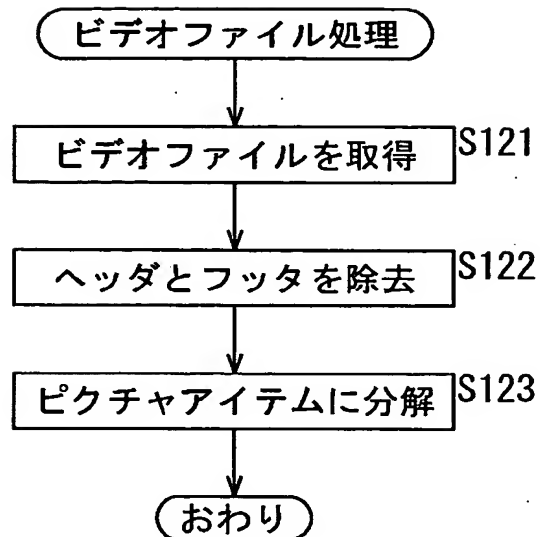 ビデオファイル処理
ビデオファイルを取得 S121
ヘッダとフッタを除去 S122
ピクチャアイテムに分解 S123
おわり